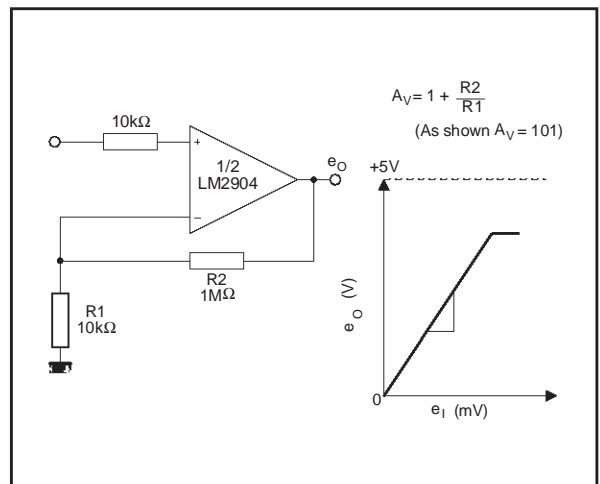 A_V = 1 + R2/R1
(As shown A_V = 101)
10kΩ
+
1/2
LM2904
e_O
−
R2
1MΩ
R1
10kΩ
+5V
e_O (V)
0
e_I (mV)